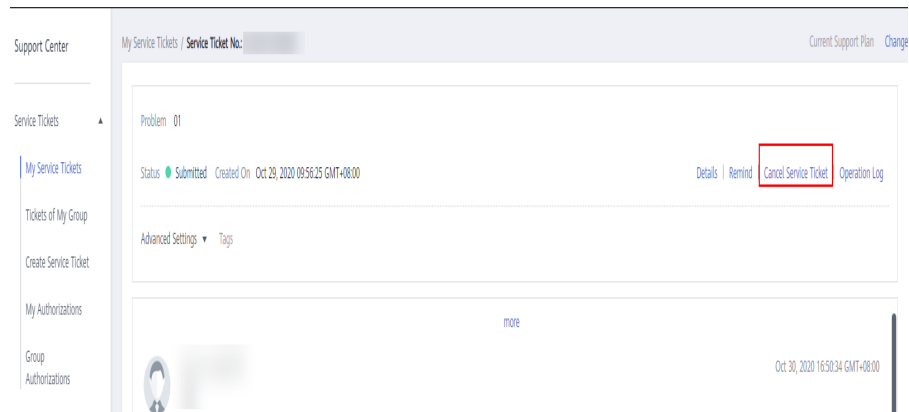 Support Center
My Service Tickets / Service Ticket No.:
Current Support Plan Change
Service Tickets
My Service Tickets
Tickets of My Group
Create Service Ticket
My Authorizations
Group
Authorizations
Problem 01
Status Submitted Created On Oct 29, 2020 09:56:25 GMT+08:00
Details | Remind | Cancel Service Ticket | Operation Log
Advanced Settings ▼ Tags
more
Oct 30, 2020 16:50:34 GMT+08:00